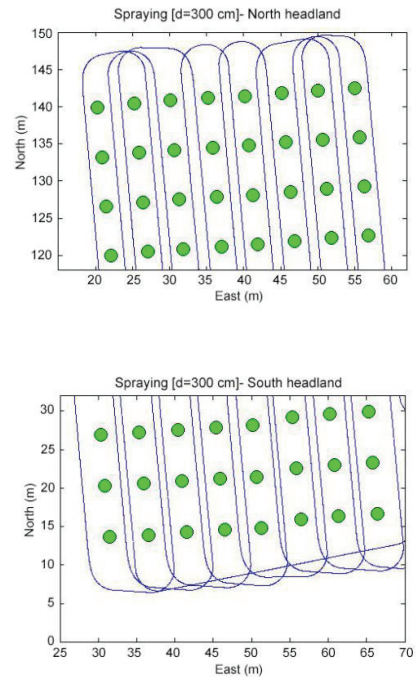 Spraying [d=300 cm]- North headland
150
145
140
135
130
125
120
North (m)
20 25 30 35 40 45 50 55 60
East (m)
Spraying [d=300 cm]- South headland
30
25
20
15
10
5
0
North (m)
25 30 35 40 45 50 55 60 65 70
East (m)